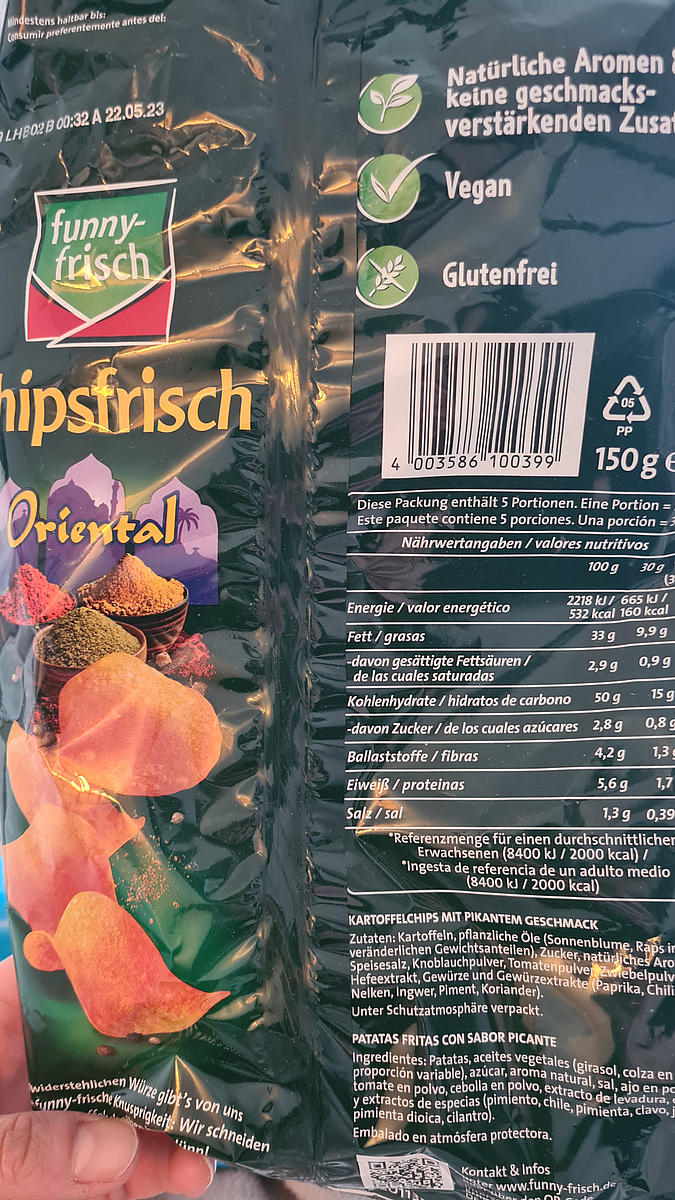 Mindestens haltbar bis:
Consumir preferentemente antes del:
LHB02 B 00:32 A 22.05.23
funny-
frisch
hipsfrisch
Oriental
widerstehlichen Würze gibt's von uns
funny-frische Knusprigkeit: Wir schneiden
Natürliche Aromen
keine geschmacks-
verstärkenden Zusat
Vegan
Glutenfrei
4 003586 100399
05
PP
150 g e
Diese Packung enthält 5 Portionen. Eine Portion =
Este paquete contiene 5 porciones. Una porción =
Nährwertangaben / valores nutritivos
100 g 30 g
Energie / valor energético 2218 kJ / 665 kJ /
532 kcal 160 kcal
Fett / grasas 33 g 9,9 g
-davon gesättigte Fettsäuren / 2,9 g 0,9 g
de las cuales saturadas
Kohlenhydrate / hidratos de carbono 50 g 15 g
-davon Zucker / de los cuales azúcares 2,8 g 0,8 g
Ballaststoffe / fibras 4,2 g 1,3
Eiweiß / proteinas 5,6 g 1,7
Salz / sal 1,3 g 0,39
*Referenzmenge für einen durchschnittlichen
Erwachsenen (8400 kJ / 2000 kcal) /
*Ingesta de referencia de un adulto medio
(8400 kJ / 2000 kcal)
KARTOFFELCHIPS MIT PIKANTEM GESCHMACK
Zutaten: Kartoffeln, pflanzliche Öle (Sonnenblume, Raps in
veränderlichen Gewichtsanteilen), Zucker, natürliches Aro
Speisesalz, Knoblauchpulver, Tomatenpulver, Zwiebelpulv
Hefeextrakt, Gewürze und Gewürzextrakte (Paprika, Chili
Nelken, Ingwer, Piment, Koriander).
Unter Schutzatmosphäre verpackt.
PATATAS FRITAS CON SABOR PICANTE
Ingredientes: Patatas, aceites vegetales (girasol, colza en
proporción variable), azúcar, aroma natural, sal, ajo en po
tomate en polvo, cebolla en polvo, extracto de levadura,
y extractos de especias (pimiento, chile, pimienta, clavo, j
pimienta dioica, cilantro).
Embalado en atmósfera protectora.
Kontakt & Infos
unter www.funny-frisch.de